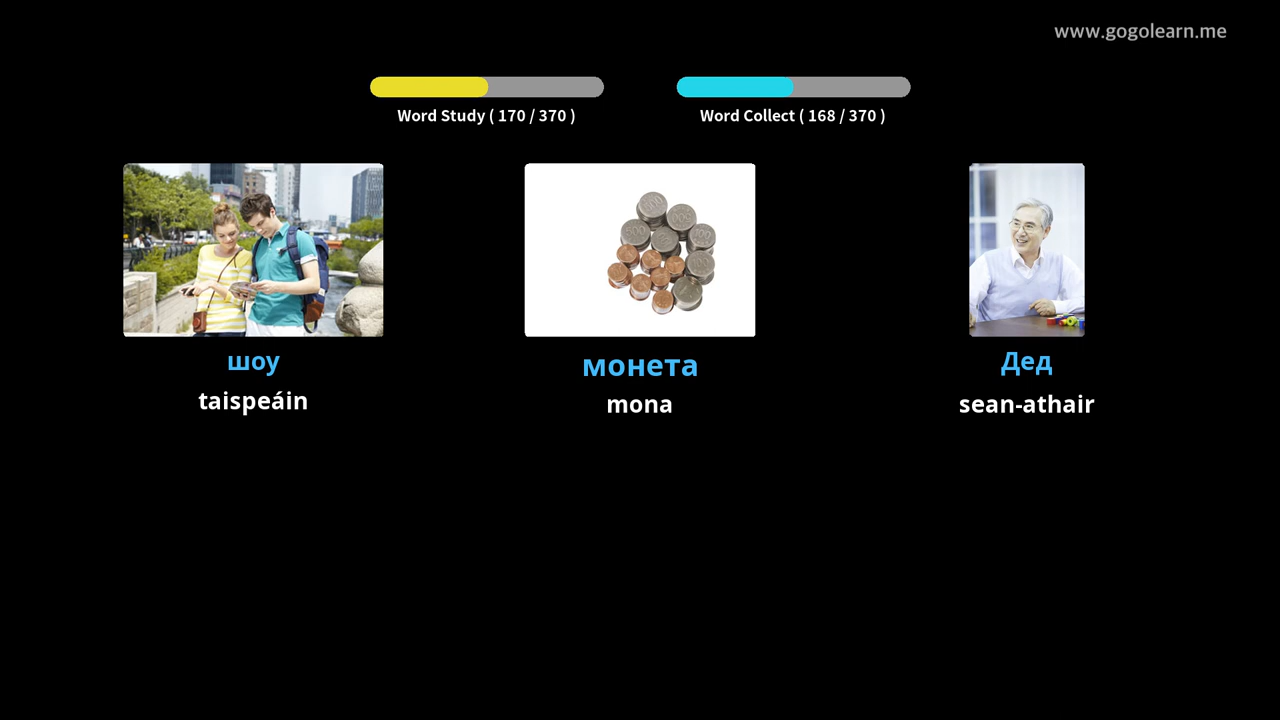 www.gogolearn.me
Word Study ( 170 / 370 )
Word Collect ( 168 / 370 )
шоу
taispeáin
монета
mona
Дед
sean-athair